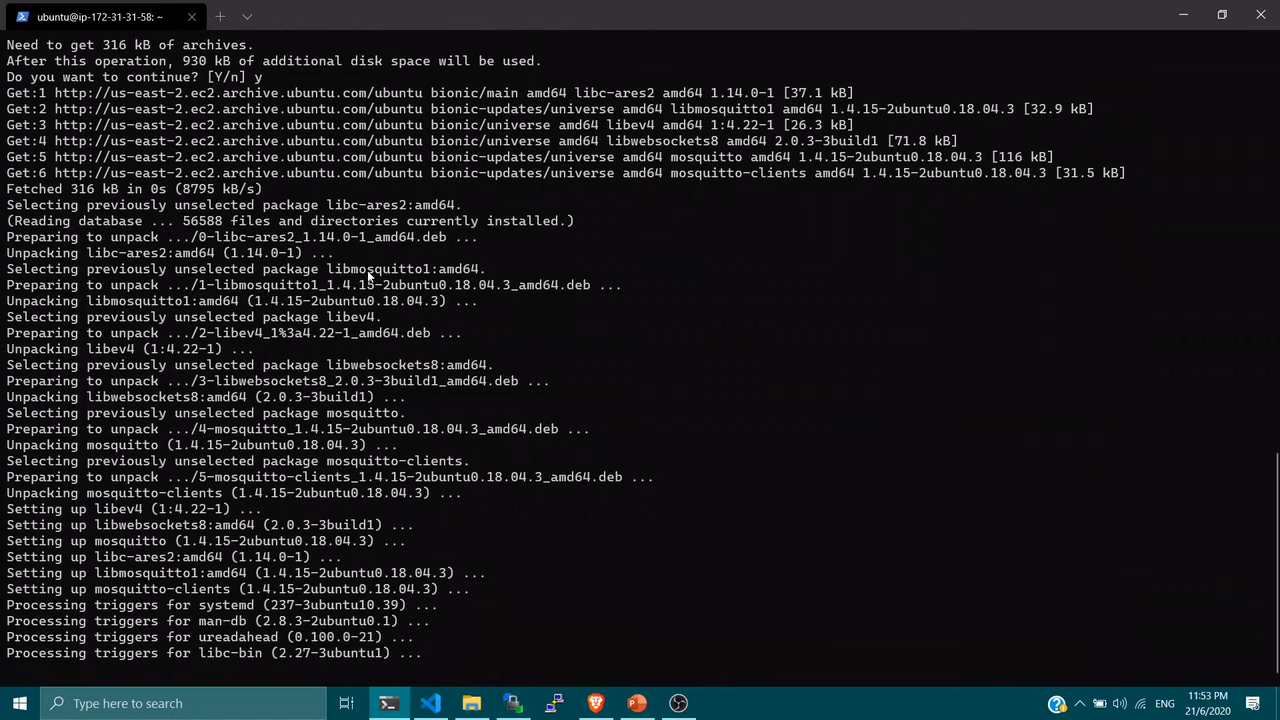 ubuntu@ip-172-31-31-58: ~
Need to get 316 kB of archives.
After this operation, 930 kB of additional disk space will be used.
Do you want to continue? [Y/n] y
Get:1 http://us-east-2.ec2.archive.ubuntu.com/ubuntu bionic/main amd64 libc-ares2 amd64 1.14.0-1 [37.1 kB]
Get:2 http://us-east-2.ec2.archive.ubuntu.com/ubuntu bionic-updates/universe amd64 libmosquitto1 amd64 1.4.15-2ubuntu0.18.04.3 [32.9 kB]
Get:3 http://us-east-2.ec2.archive.ubuntu.com/ubuntu bionic/universe amd64 libev4 amd64 1:4.22-1 [26.3 kB]
Get:4 http://us-east-2.ec2.archive.ubuntu.com/ubuntu bionic/universe amd64 libwebsockets8 amd64 2.0.3-3build1 [71.8 kB]
Get:5 http://us-east-2.ec2.archive.ubuntu.com/ubuntu bionic-updates/universe amd64 mosquitto amd64 1.4.15-2ubuntu0.18.04.3 [116 kB]
Get:6 http://us-east-2.ec2.archive.ubuntu.com/ubuntu bionic-updates/universe amd64 mosquitto-clients amd64 1.4.15-2ubuntu0.18.04.3 [31.5 kB]
Fetched 316 kB in 0s (8795 kB/s)
Selecting previously unselected package libc-ares2:amd64.
(Reading database ... 56588 files and directories currently installed.)
Preparing to unpack .../0-libc-ares2_1.14.0-1_amd64.deb ...
Unpacking libc-ares2:amd64 (1.14.0-1) ...
Selecting previously unselected package libmosquitto1:amd64.
Preparing to unpack .../1-libmosquitto1_1.4.15-2ubuntu0.18.04.3_amd64.deb ...
Unpacking libmosquitto1:amd64 (1.4.15-2ubuntu0.18.04.3) ...
Selecting previously unselected package libev4.
Preparing to unpack .../2-libev4_1%3a4.22-1_amd64.deb ...
Unpacking libev4 (1:4.22-1) ...
Selecting previously unselected package libwebsockets8:amd64.
Preparing to unpack .../3-libwebsockets8_2.0.3-3build1_amd64.deb ...
Unpacking libwebsockets8:amd64 (2.0.3-3build1) ...
Selecting previously unselected package mosquitto.
Preparing to unpack .../4-mosquitto_1.4.15-2ubuntu0.18.04.3_amd64.deb ...
Unpacking mosquitto (1.4.15-2ubuntu0.18.04.3) ...
Selecting previously unselected package mosquitto-clients.
Preparing to unpack .../5-mosquitto-clients_1.4.15-2ubuntu0.18.04.3_amd64.deb ...
Unpacking mosquitto-clients (1.4.15-2ubuntu0.18.04.3) ...
Setting up libev4 (1:4.22-1) ...
Setting up libwebsockets8:amd64 (2.0.3-3build1) ...
Setting up mosquitto (1.4.15-2ubuntu0.18.04.3) ...
Setting up libc-ares2:amd64 (1.14.0-1) ...
Setting up libmosquitto1:amd64 (1.4.15-2ubuntu0.18.04.3) ...
Setting up mosquitto-clients (1.4.15-2ubuntu0.18.04.3) ...
Processing triggers for systemd (237-3ubuntu10.39) ...
Processing triggers for man-db (2.8.3-2ubuntu0.1) ...
Processing triggers for ureadahead (0.100.0-21) ...
Processing triggers for libc-bin (2.27-3ubuntu1) ...
Type here to search
ENG
11:53 PM
21/6/2020